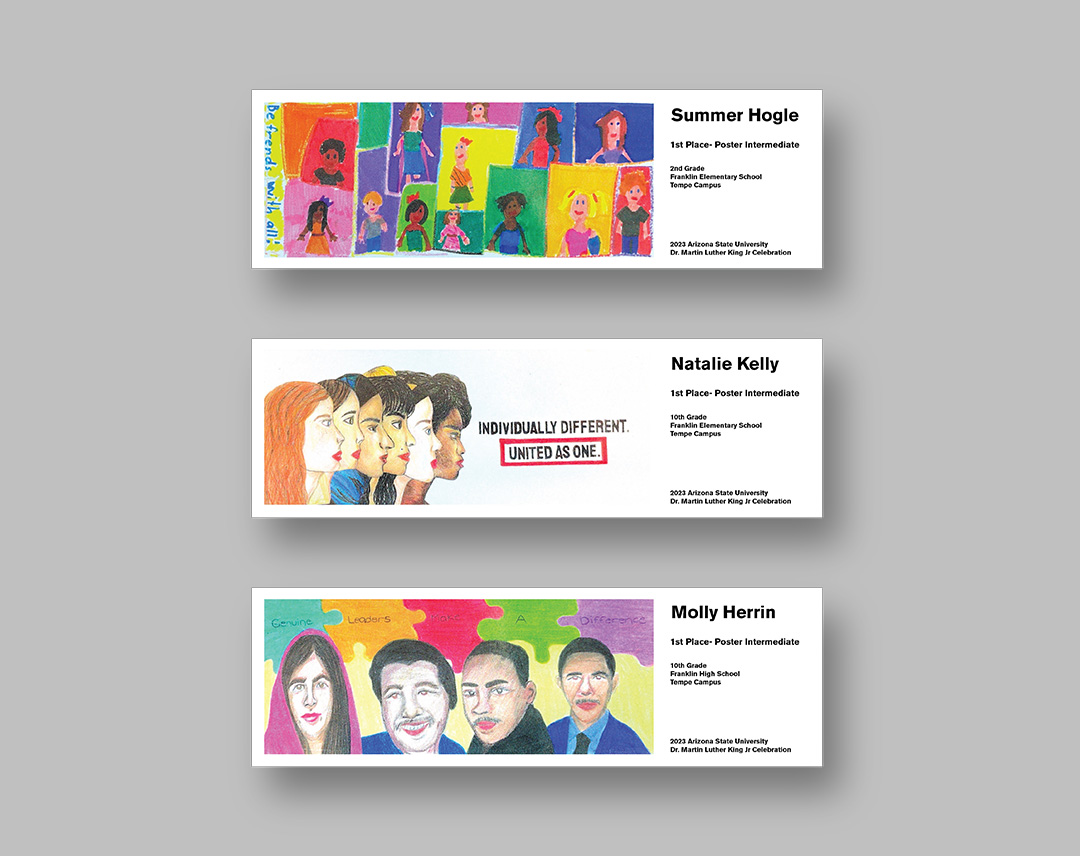 Be frends with all!
Summer Hogle
1st Place- Poster Intermediate
2nd Grade
Franklin Elementary School
Tempo Campus
2023 Arizona State University
Dr. Martin Luther King Jr Celebration
INDIVIDUALLY DIFFERENT.
UNITED AS ONE.
Natalie Kelly
1st Place- Poster Intermediate
10th Grade
Franklin Elementary School
Tempo Campus
2023 Arizona State University
Dr. Martin Luther King Jr Celebration
Genuine Leaders Make A Difference
Molly Herrin
1st Place- Poster Intermediate
10th Grade
Franklin High School
Tempo Campus
2023 Arizona State University
Dr. Martin Luther King Jr Celebration